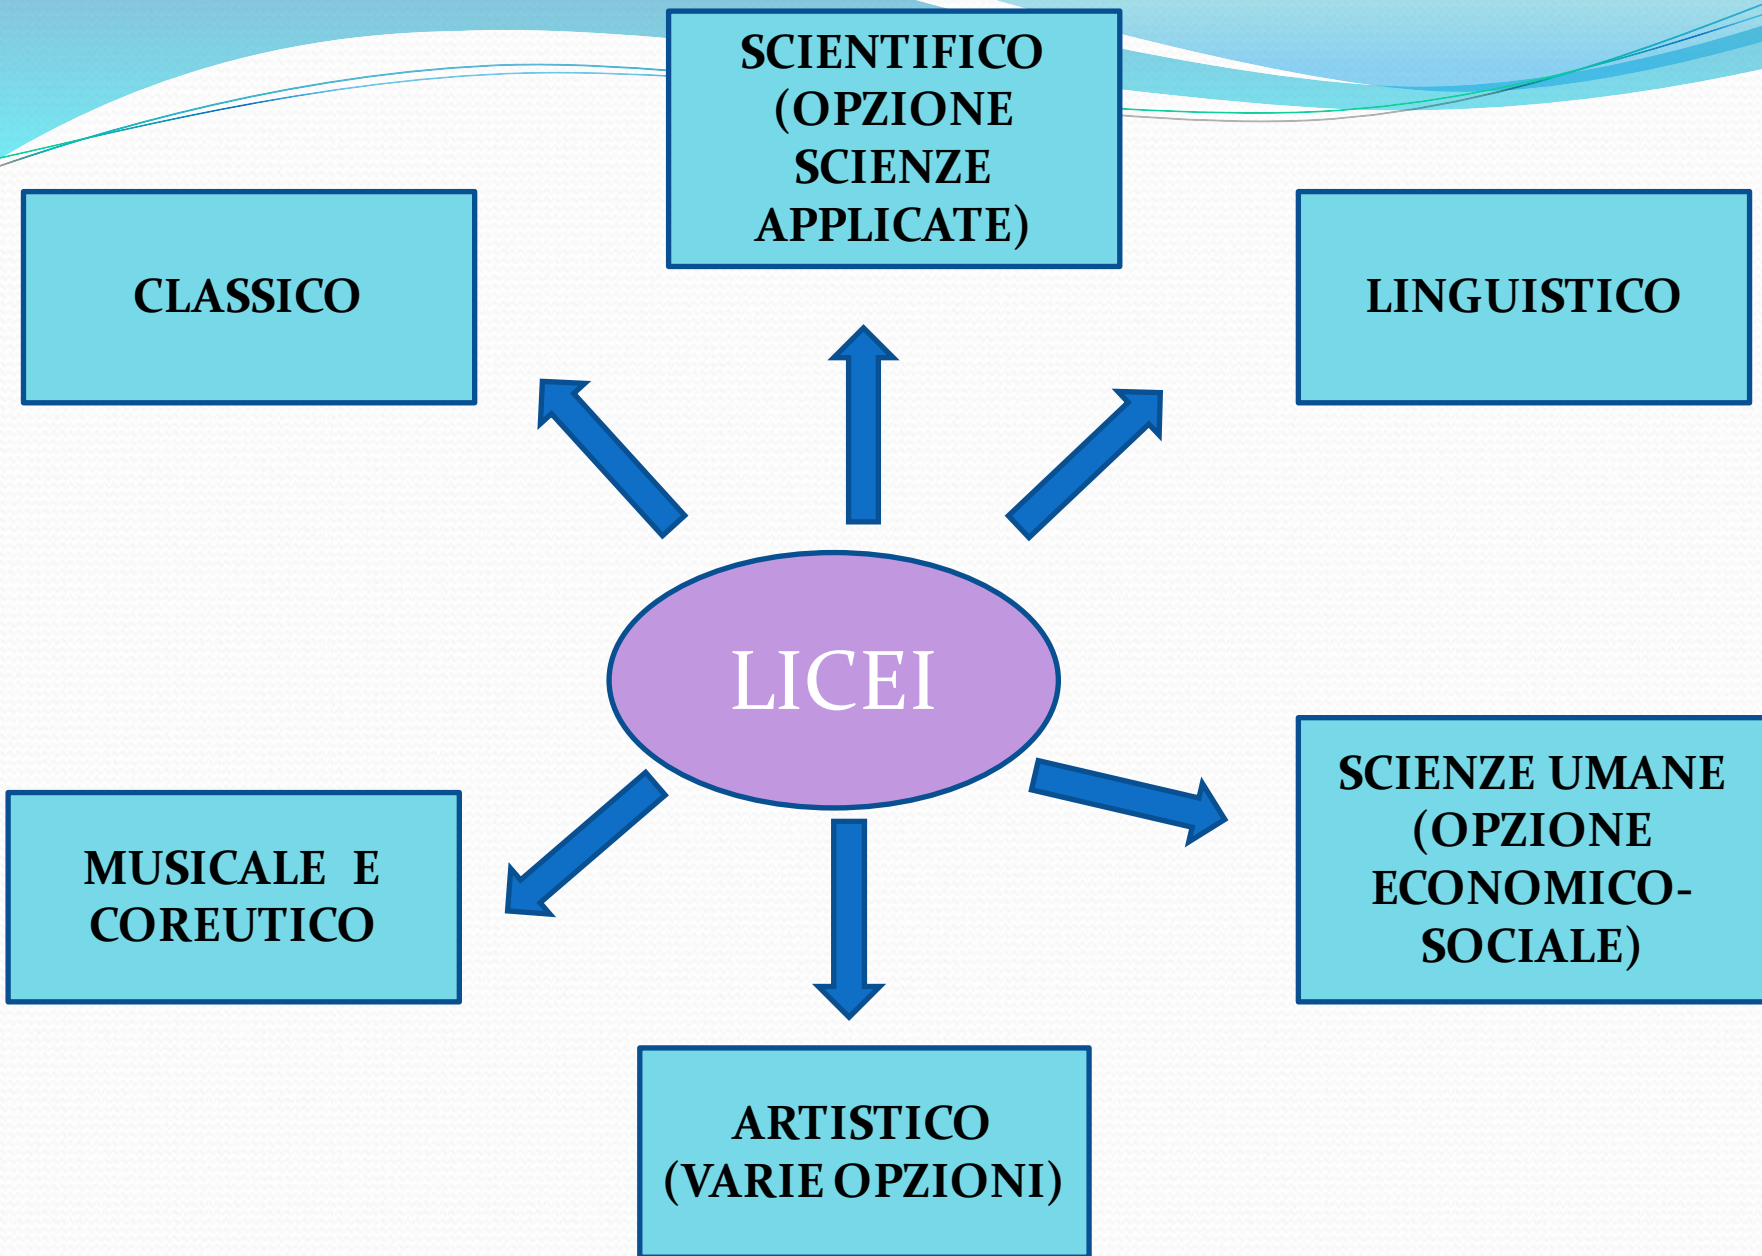 SCIENTIFICO
(OPZIONE
SCIENZE
APPLICATE)
CLASSICO
LINGUISTICO
LICEI
SCIENZE UMANE
(OPZIONE
ECONOMICO-
SOCIALE)
MUSICALE E
COREUTICO
ARTISTICO
(VARIE OPZIONI)